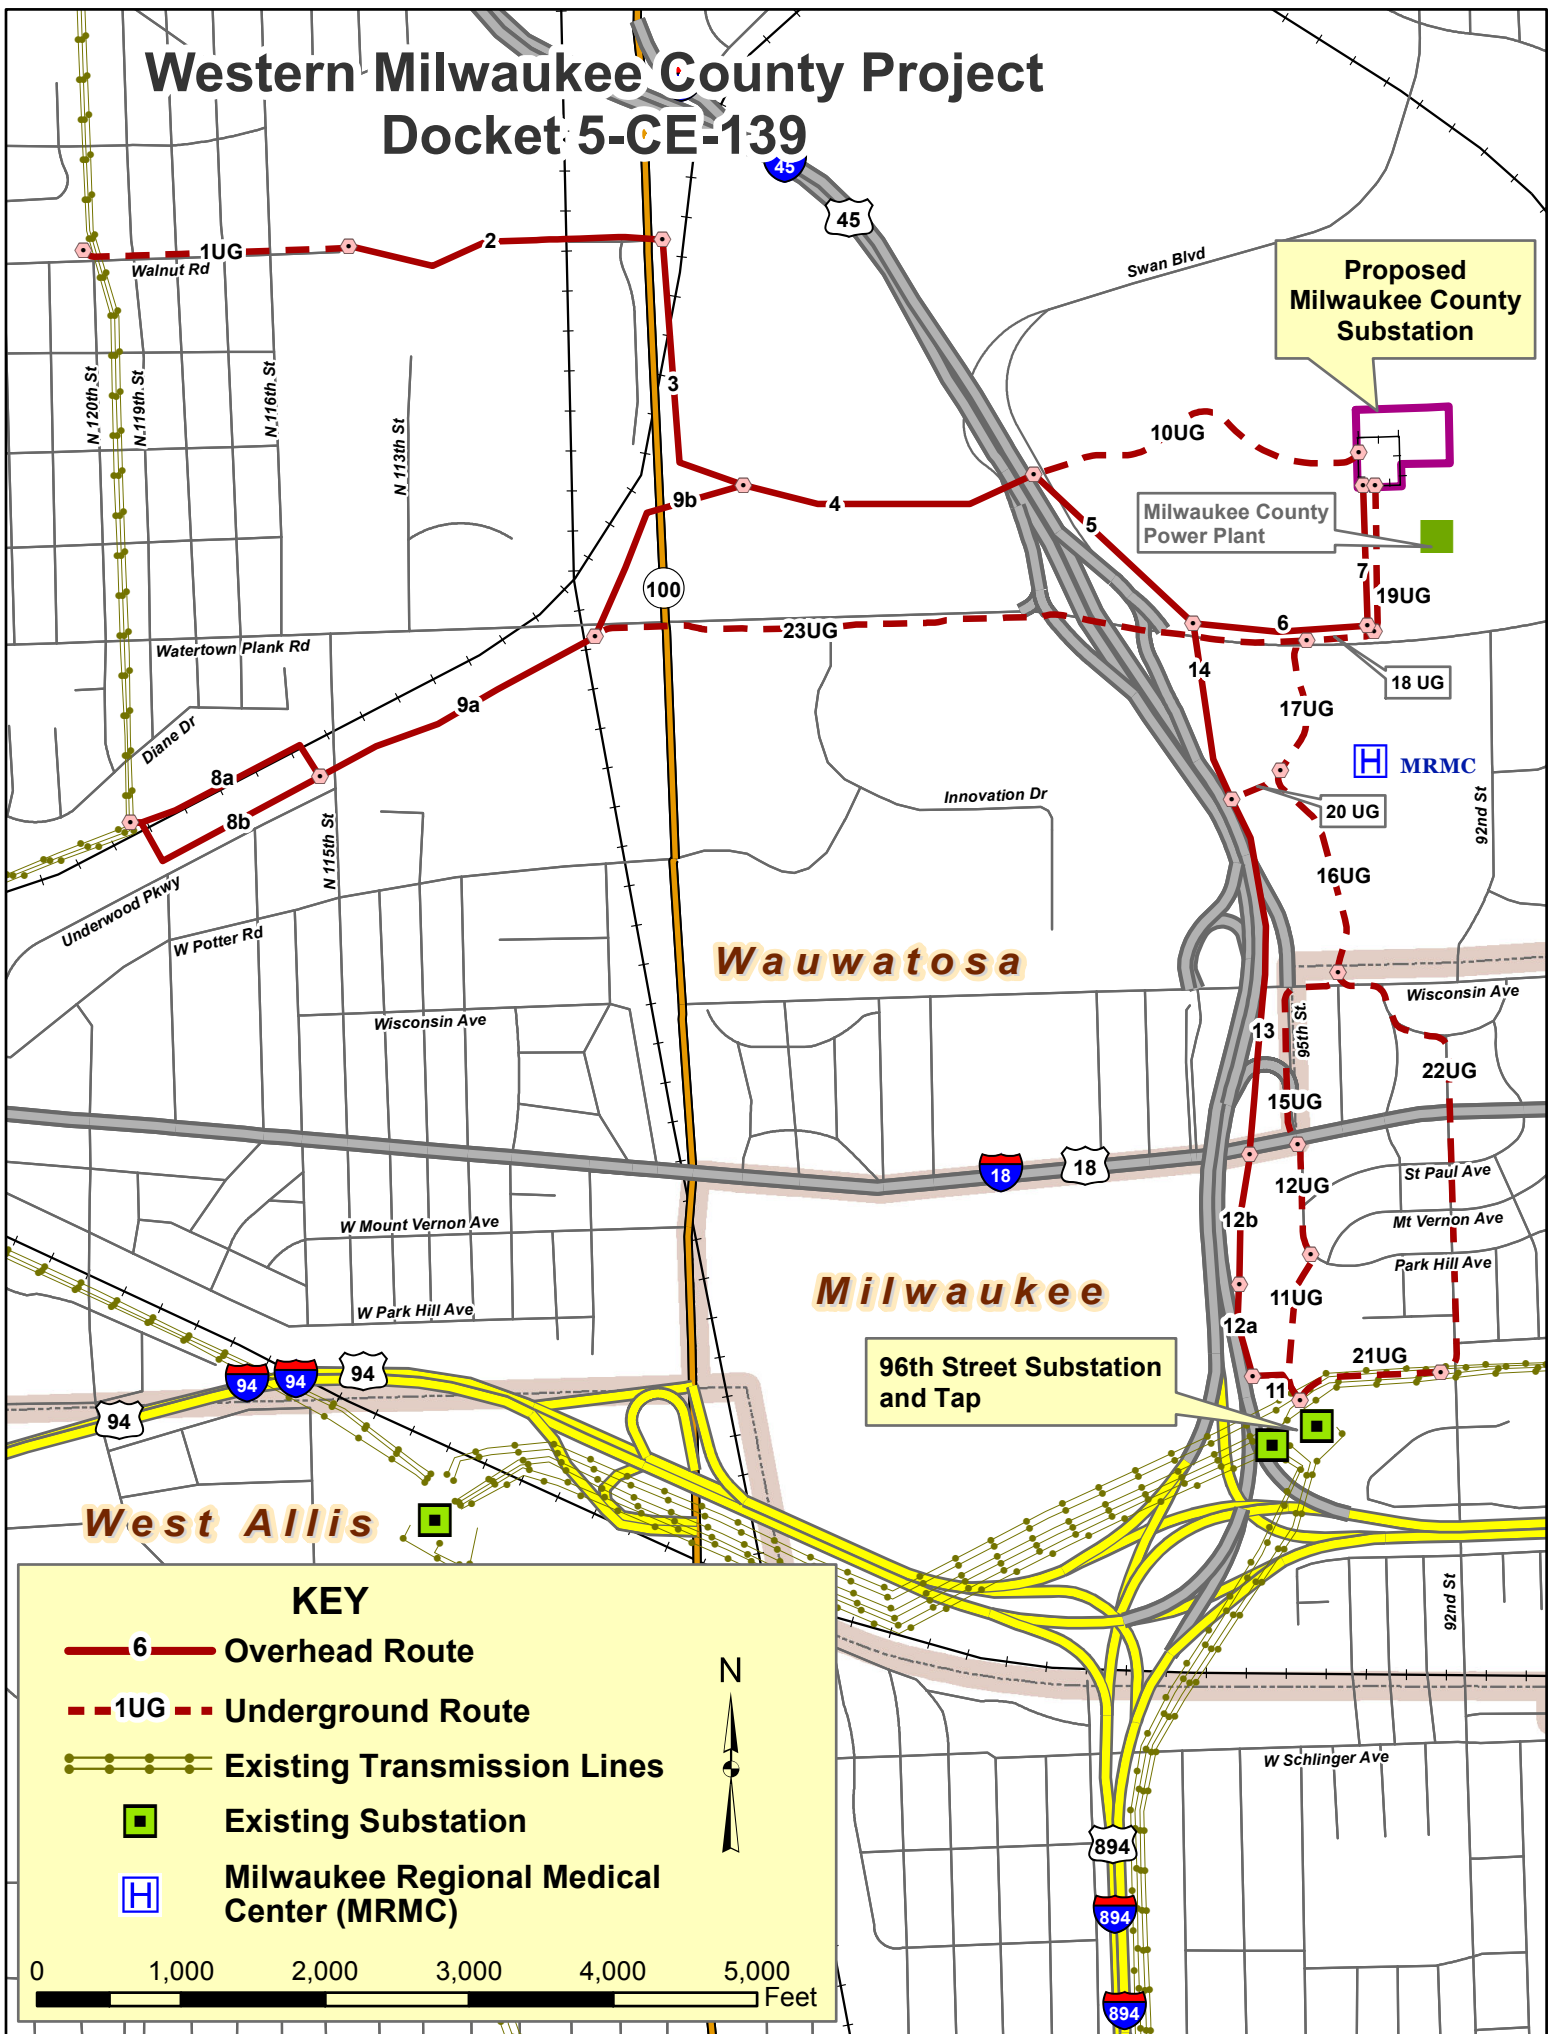 Western Milwaukee County Project
Docket 5-CE-139
45
45
Swan Blvd
Proposed
Milwaukee County
Substation
1UG
2
Walnut Rd
N 120th St
N 119th St
N 116th St
N 113th St
3
10UG
9b
4
Milwaukee County
Power Plant
5
7
19UG
100
23UG
6
Watertown Plank Rd
14
18 UG
17UG
9a
Diane Dr
8a
H MRMC
Innovation Dr
20 UG
92nd St
8b
N 115th St
16UG
Underwood Pkwy
W Potter Rd
Wauwatosa
Wisconsin Ave
Wisconsin Ave
13
95th St.
22UG
15UG
18
18
St Paul Ave
12UG
W Mount Vernon Ave
12b
Mt Vernon Ave
Park Hill Ave
Milwaukee
11UG
W Park Hill Ave
12a
96th Street Substation
and Tap
21UG
94
94
94
11
94
West Allis
92nd St
KEY
6 Overhead Route
N
1UG Underground Route
Existing Transmission Lines
W Schlinger Ave
Existing Substation
894
H Milwaukee Regional Medical
Center (MRMC)
894
0 1,000 2,000 3,000 4,000 5,000
Feet
894